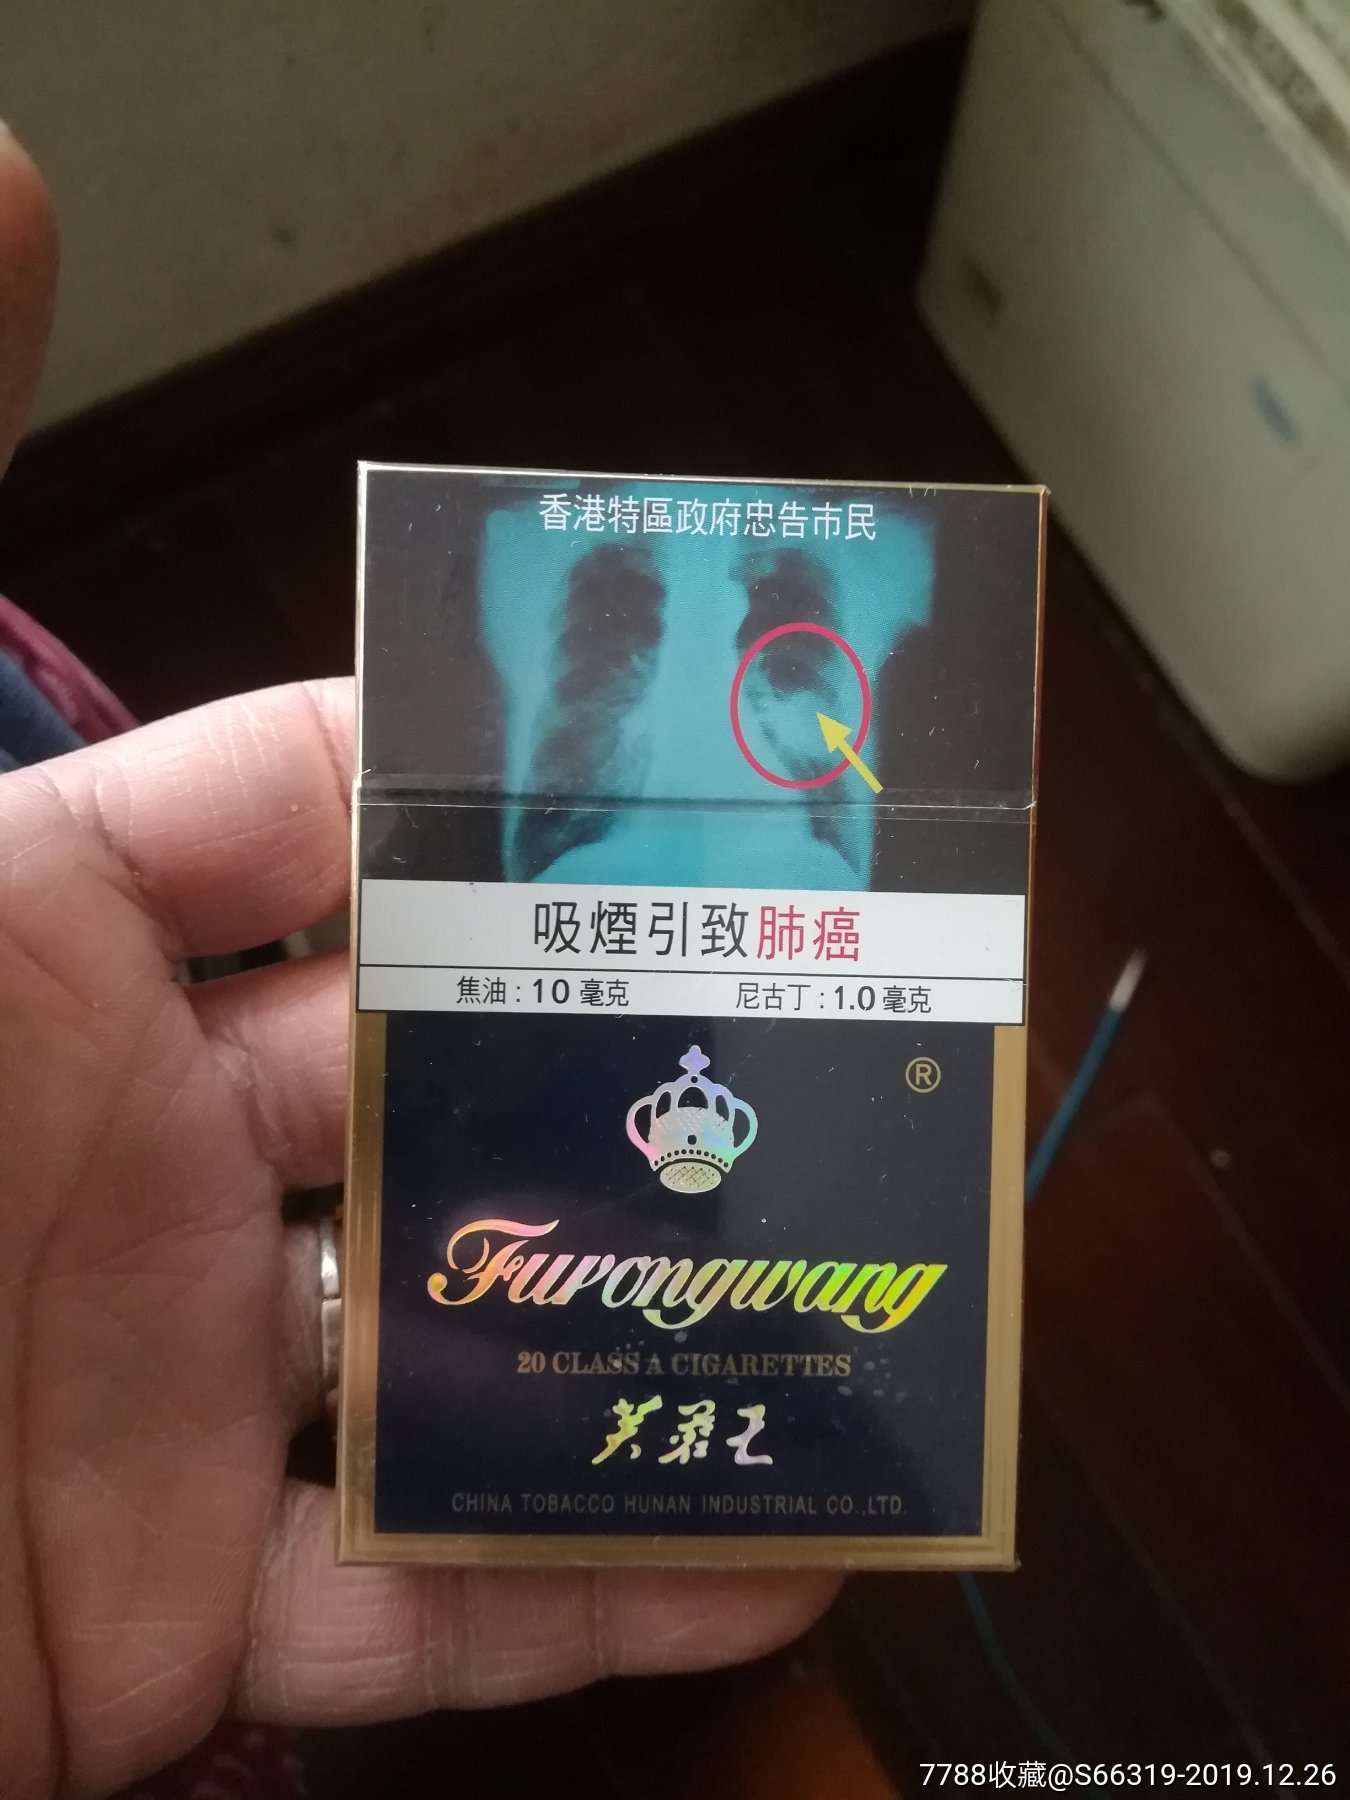 香港特區政府忠告市民
吸煙引致肺癌
焦油：10 毫克 尼古丁：1.0 毫克
®
Furongwang
20 CLASS A CIGARETTES
芙蓉王
CHINA TOBACCO HUNAN INDUSTRIAL CO.,LTD.
7788收藏@S66319-2019.12.26